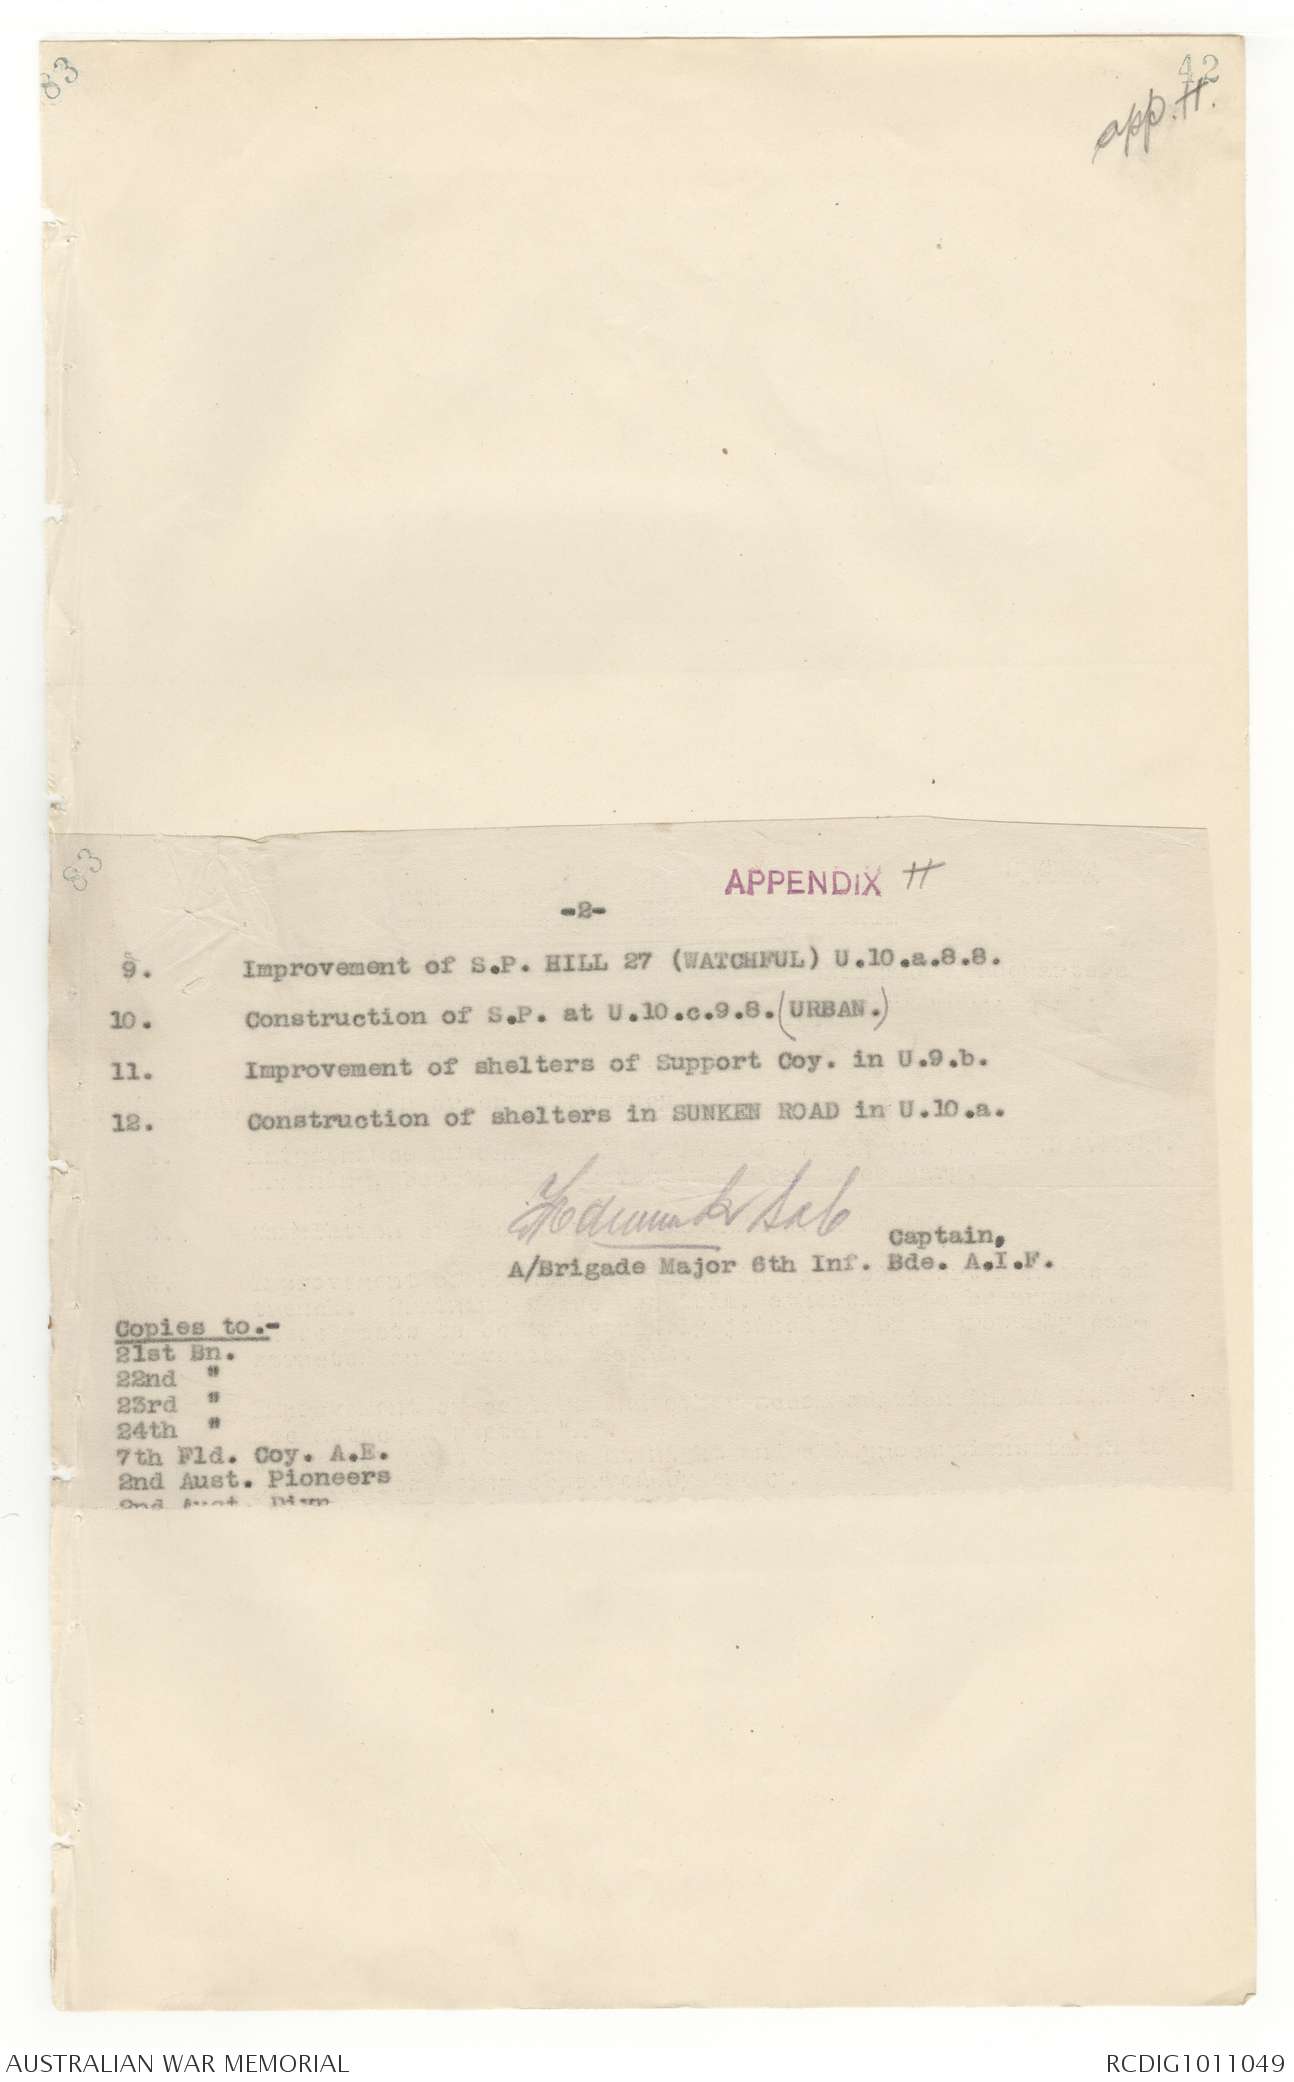 83
42
app. H.
83
APPENDIX H
-2-
9. Improvement of S.P. HILL 27 (WATCHFUL) U.10.a.8.8.
10. Construction of S.P. at U.10.c.9.8. (URBAN.)
11. Improvement of shelters of Support Coy. in U.9.b.
12. Construction of shelters in SUNKEN ROAD in U.10.a.
Captain,
A/Brigade Major 6th Inf. Bde. A.I.F.
Copies to.-
21st Bn.
22nd "
23rd "
24th "
7th Fld. Coy. A.E.
2nd Aust. Pioneers
2nd Aust. Divn
AUSTRALIAN WAR MEMORIAL
RCDIG1011049